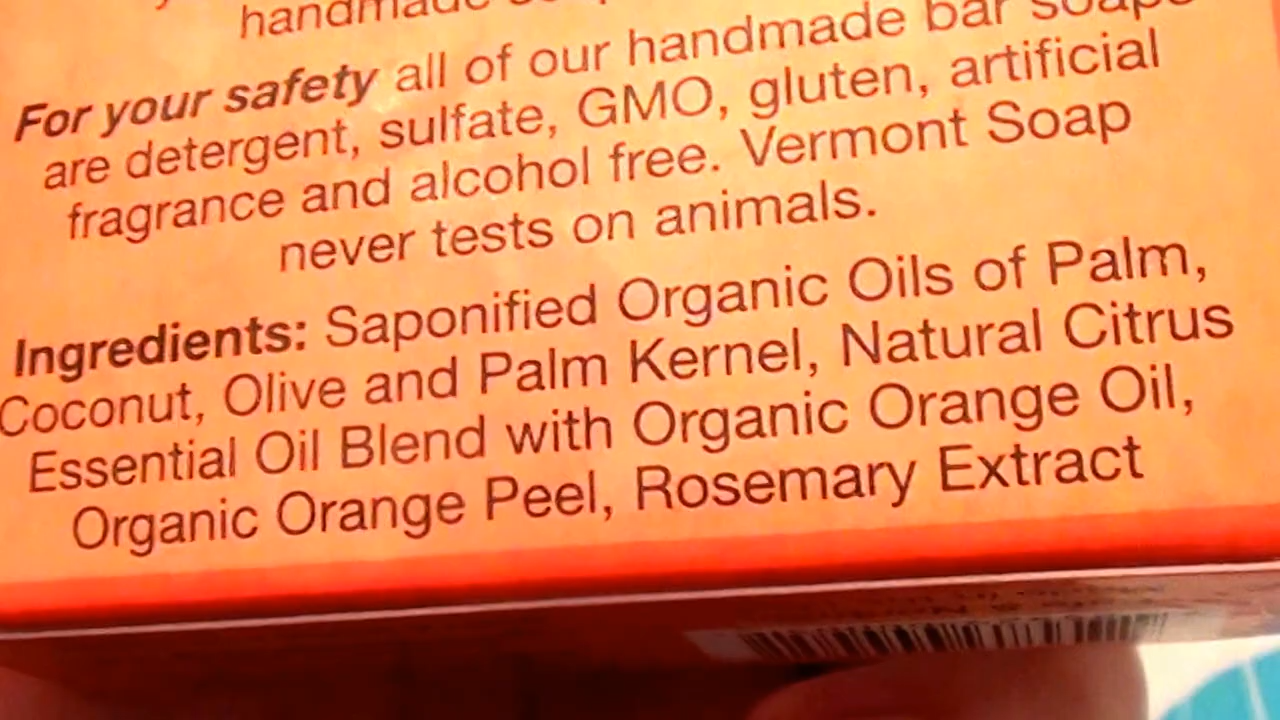 handmade
For your safety all of our handmade bar soaps
are detergent, sulfate, GMO, gluten, artificial
fragrance and alcohol free. Vermont Soap
never tests on animals.
Ingredients: Saponified Organic Oils of Palm,
Coconut, Olive and Palm Kernel, Natural Citrus
Essential Oil Blend with Organic Orange Oil,
Organic Orange Peel, Rosemary Extract